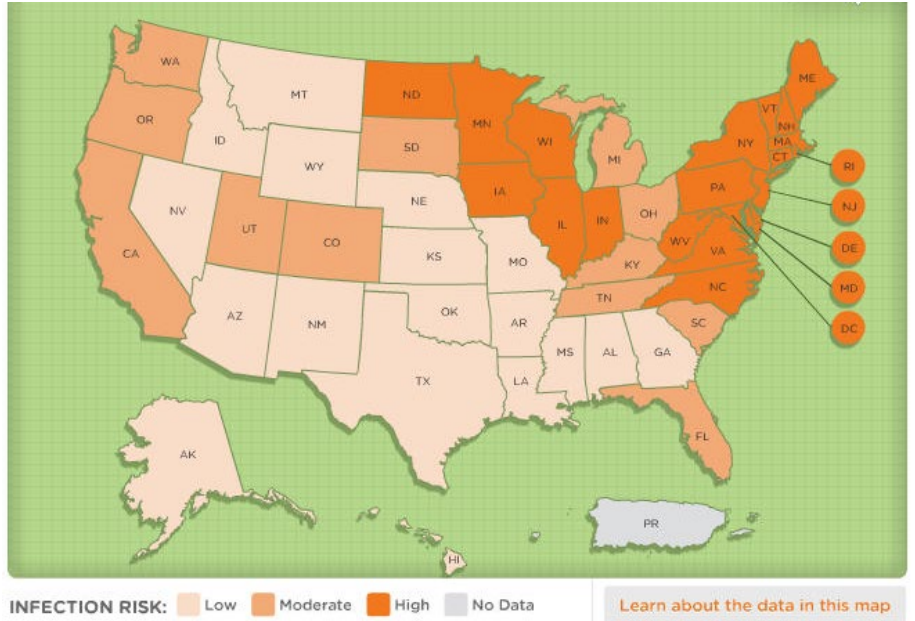 WA
MT
ND
MN
ME
VT
NH
OR
ID
SD
WI
NY
MA
CT
WY
MI
RI
IA
PA
NE
NJ
NV
UT
CO
IL
IN
OH
KS
MO
WV
VA
DE
CA
KY
NC
MD
TN
OK
AZ
NM
AR
SC
DC
MS
AL
GA
TX
LA
FL
AK
PR
HI
INFECTION RISK: Low Moderate High No Data
Learn about the data in this map